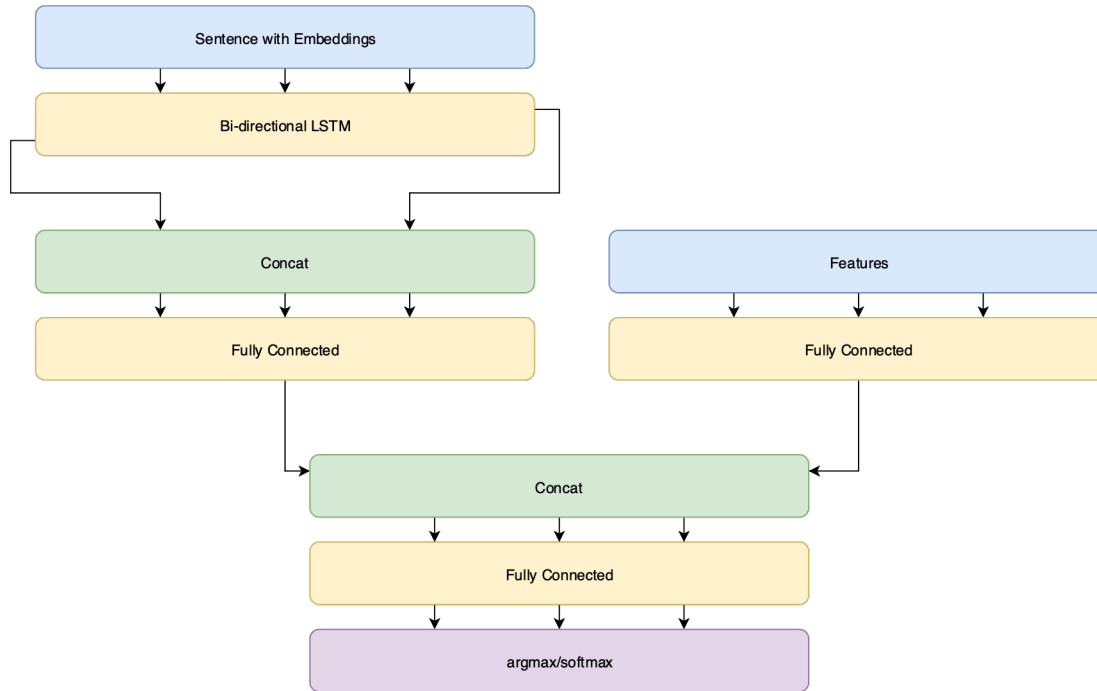 Sentence with Embeddings
Bi-directional LSTM
Concat
Features
Fully Connected
Fully Connected
Concat
Fully Connected
argmax/softmax